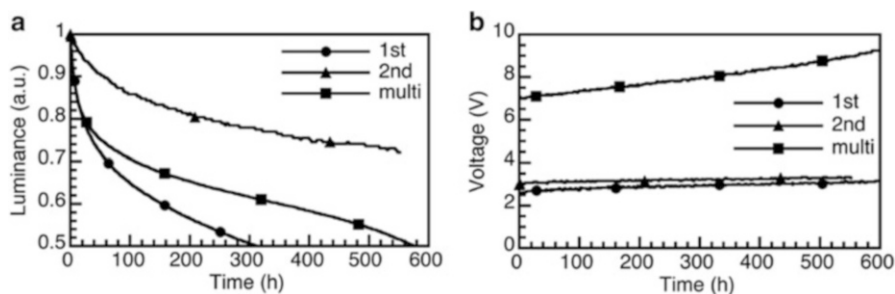 a
1
0.9
0.8
0.7
0.6
0.5
Luminance (a.u.)
1st
2nd
multi
0 100 200 300 400 500 600
Time (h)
b
10
8
6
4
2
0
Voltage (V)
1st
2nd
multi
0 100 200 300 400 500 600
Time (h)